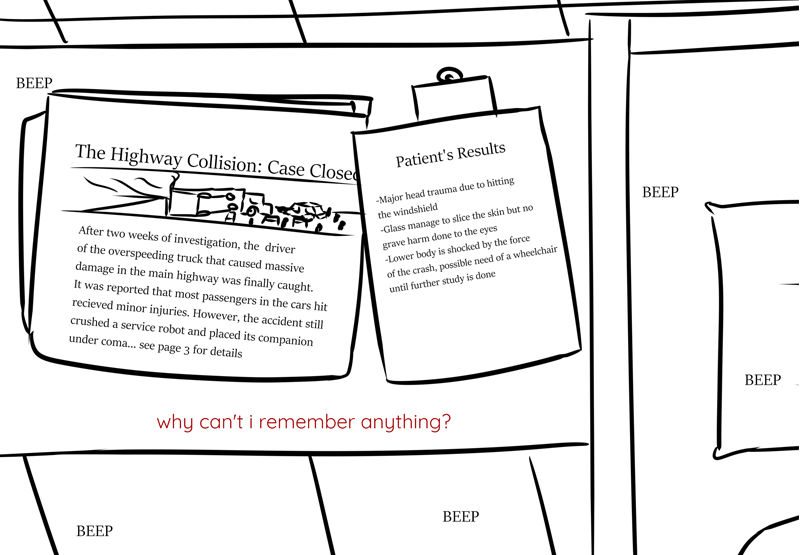 BEEP
The Highway Collision: Case Closed
After two weeks of investigation, the driver
of the overspeeding truck that caused massive
damage in the main highway was finally caught.
It was reported that most passengers in the cars hit
recieved minor injuries. However, the accident still
crushed a service robot and placed its companion
under coma... see page 3 for details
Patient's Results
-Major head trauma due to hitting
the windshield
-Glass manage to slice the skin but no
grave harm done to the eyes
-Lower body is shocked by the force
of the crash, possible need of a wheelchair
until further study is done
BEEP
BEEP
why can't i remember anything?
BEEP
BEEP